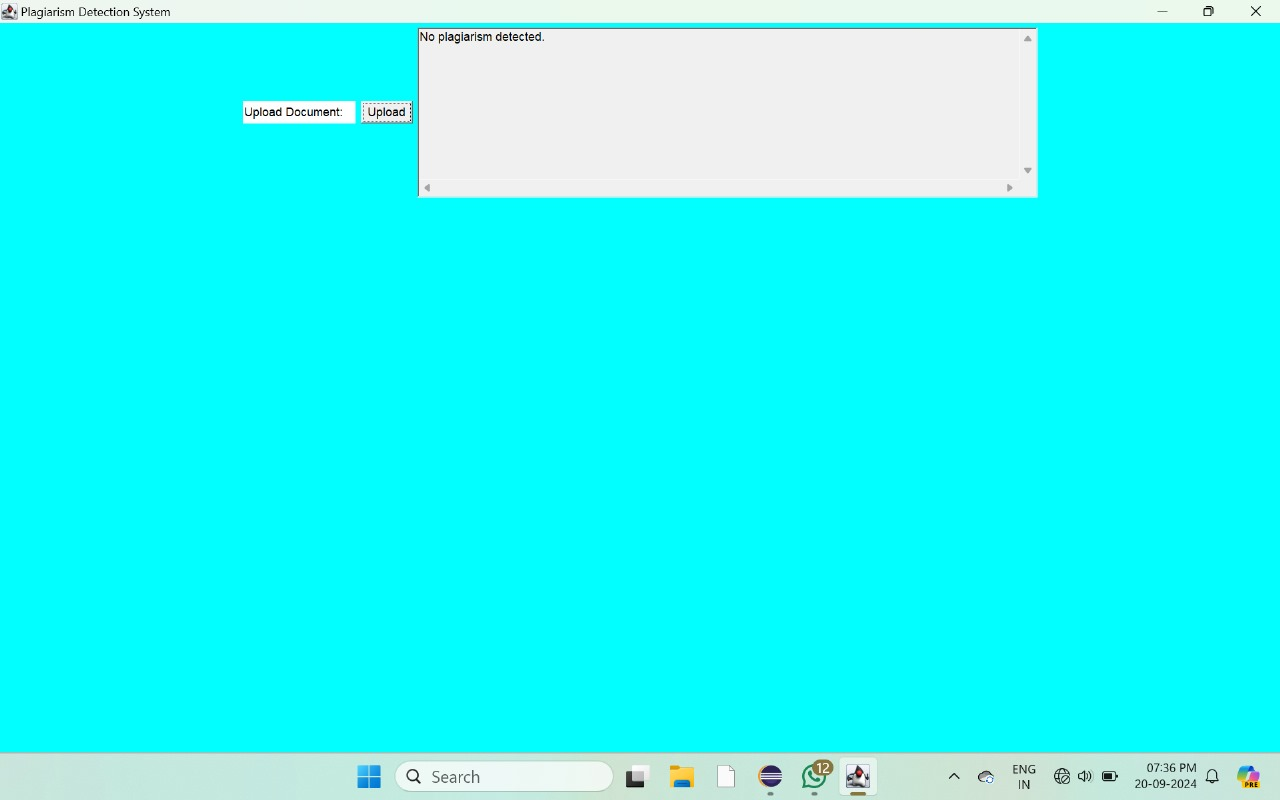 Plagiarism Detection System
No plagiarism detected.
Upload Document:
Upload
Search
12
ENG
IN
07:36 PM
20-09-2024
PRE